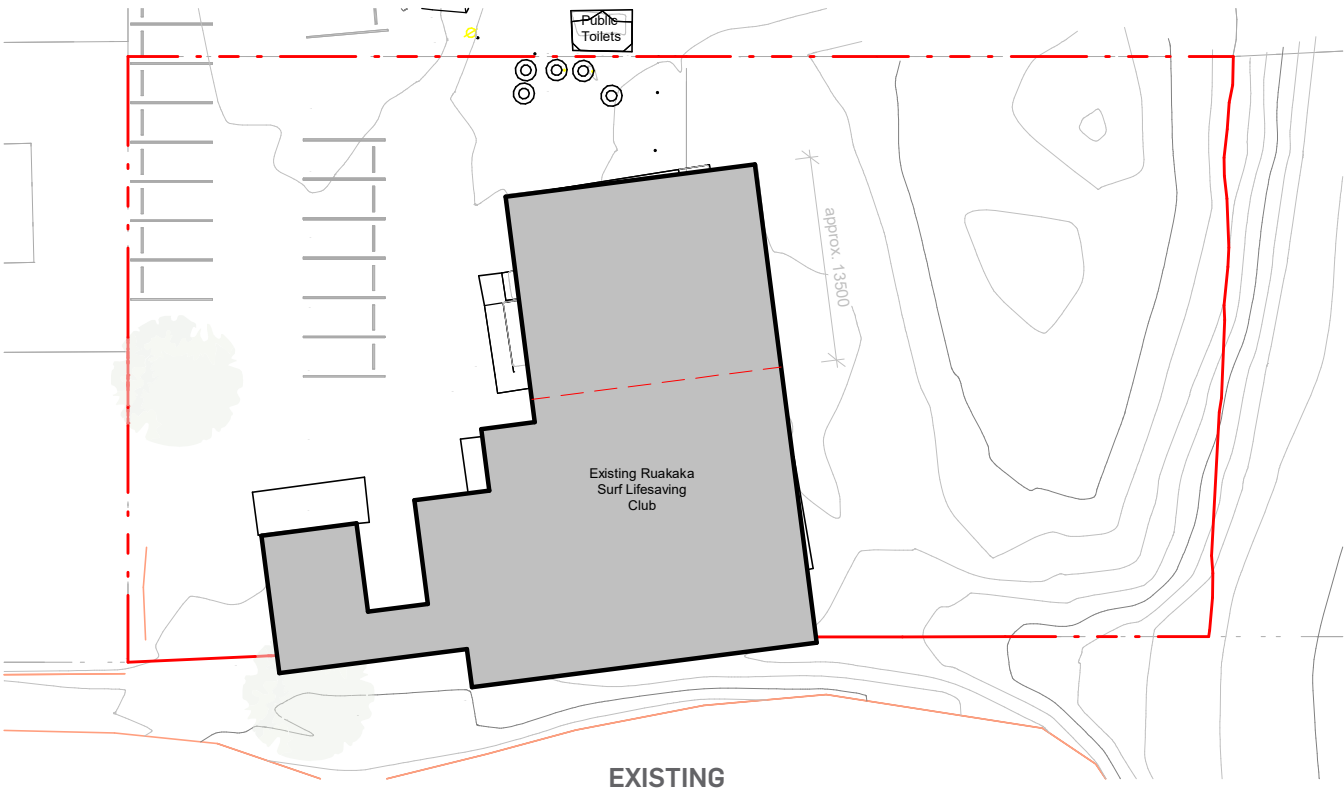 Public
Toilets
approx. 13500
Existing Ruakaka
Surf Lifesaving
Club
EXISTING